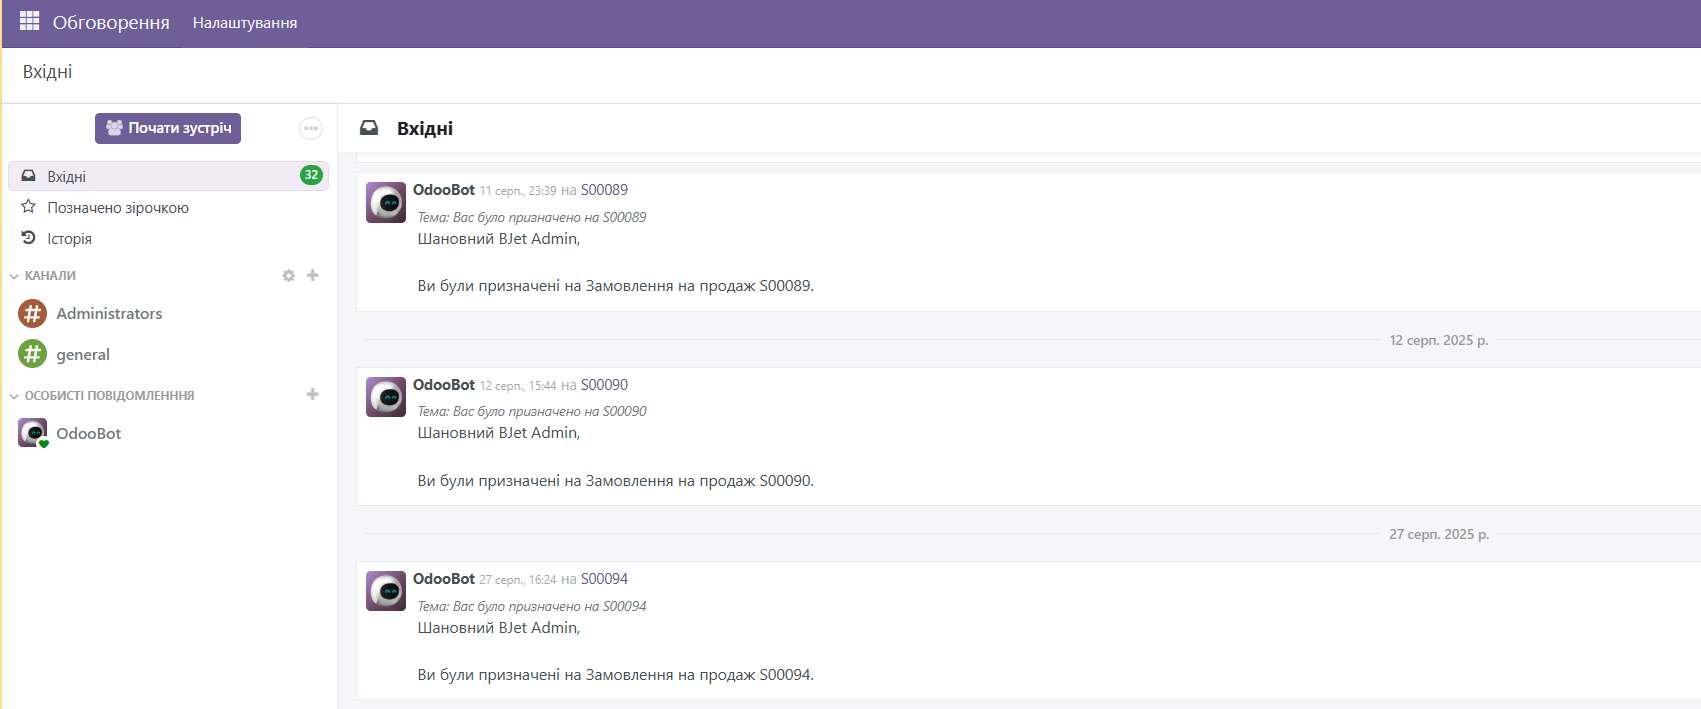 Обговорення Налаштування
Вхідні
Почати зустріч
Вхідні 32
Позначено зірочкою
Історія
КАНАЛИ
Administrators
general
ОСОБИСТІ ПОВІДОМЛЕНННЯ
OdooBot
Вхідні
OdooBot 11 серп., 23:39 на S00089
Тема: Вас було призначено на S00089
Шановний BJet Admin,
Ви були призначені на Замовлення на продаж S00089.
12 серп. 2025 р.
OdooBot 12 серп., 15:44 на S00090
Тема: Вас було призначено на S00090
Шановний BJet Admin,
Ви були призначені на Замовлення на продаж S00090.
27 серп. 2025 р.
OdooBot 27 серп., 16:24 на S00094
Тема: Вас було призначено на S00094
Шановний BJet Admin,
Ви були призначені на Замовлення на продаж S00094.